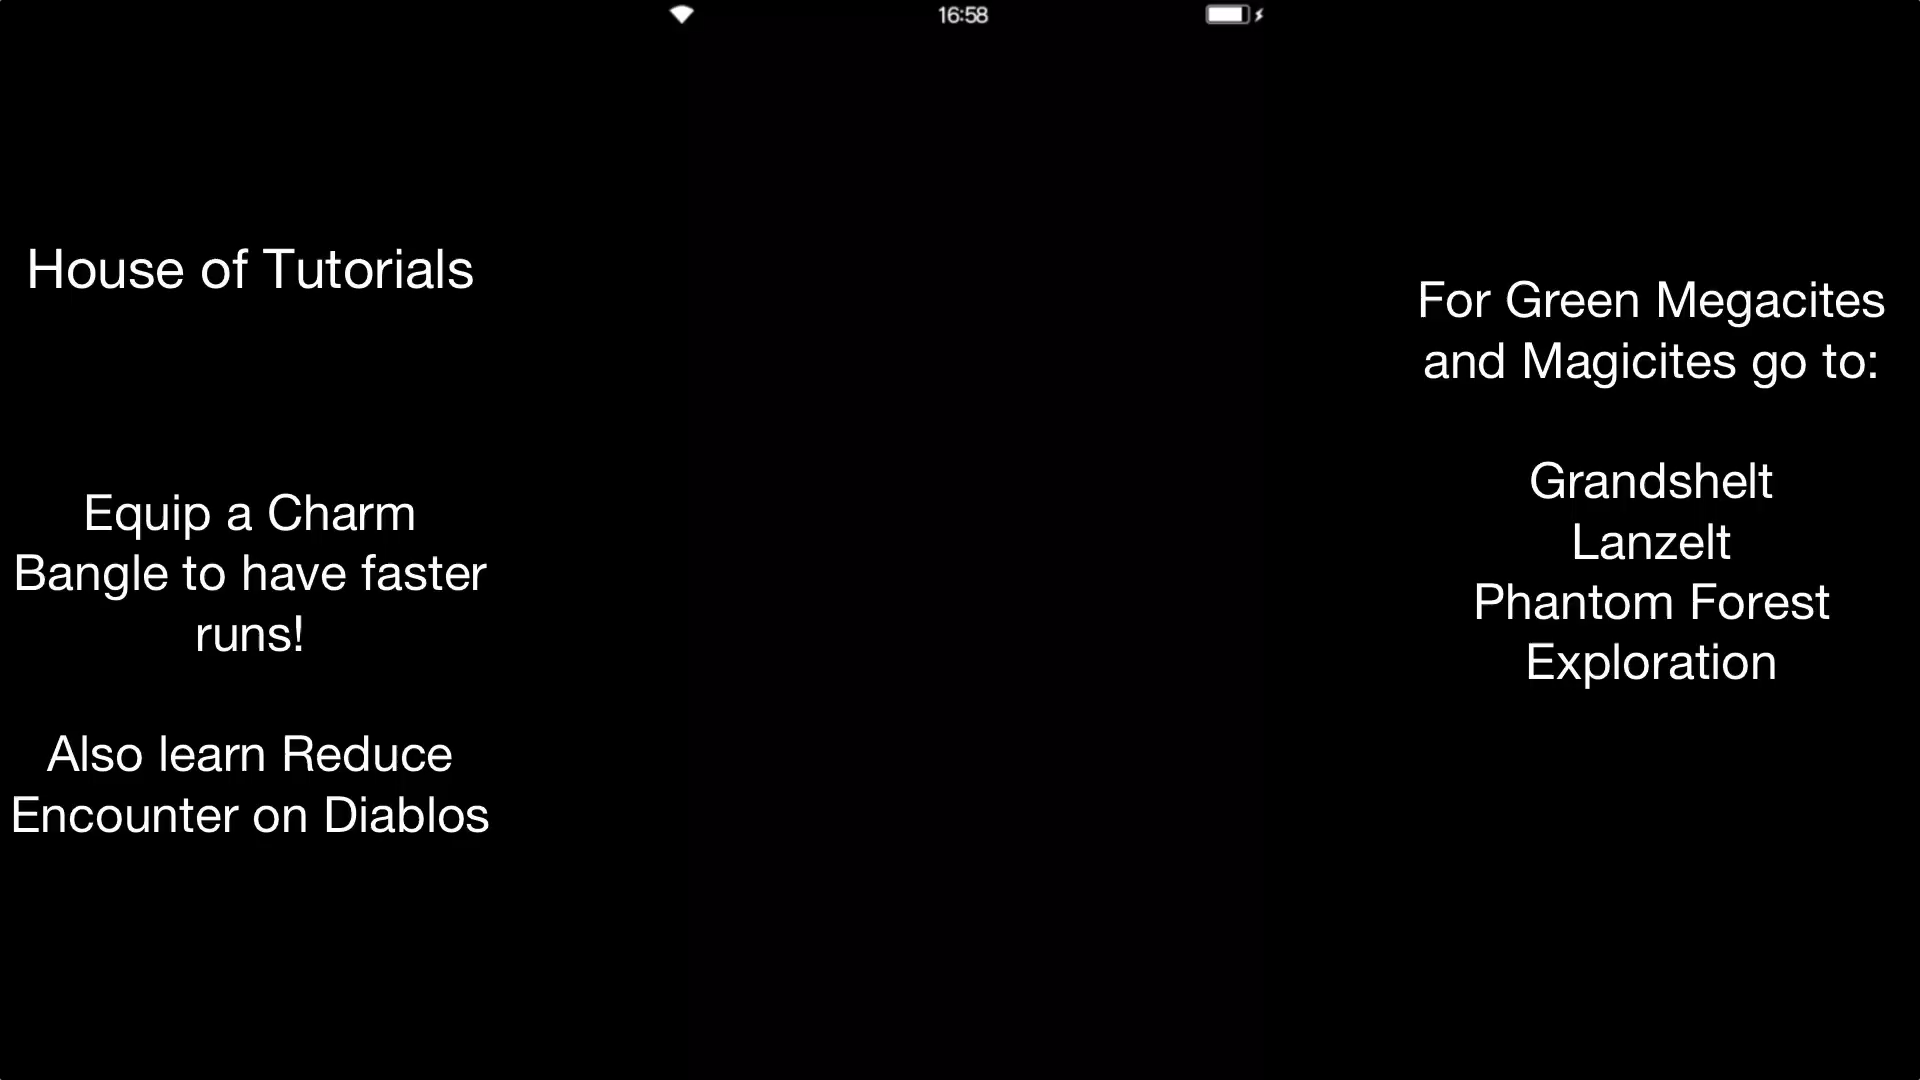 16:58
House of Tutorials
Equip a Charm
Bangle to have faster
runs!
Also learn Reduce
Encounter on Diablos
For Green Megacites
and Magicites go to:
Grandshelt
Lanzelt
Phantom Forest
Exploration